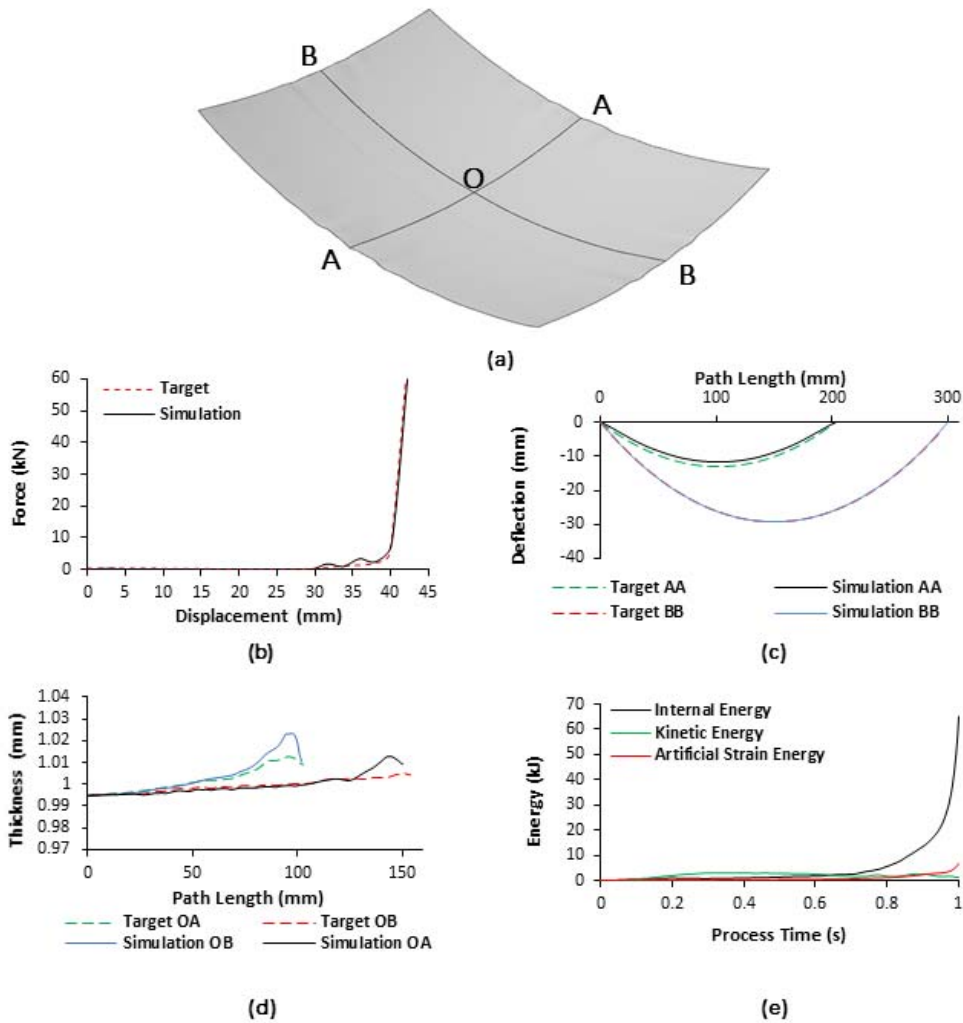 B
A
O
A
B
(a)
60
50
40
30
20
10
0
Force (kN)
Target
Simulation
0 5 10 15 20 25 30 35 40 45
Displacement (mm)
(b)
Path Length (mm)
0 100 200 300
0
-10
-20
-30
-40
Deflection (mm)
Target AA Simulation AA
Target BB Simulation BB
(c)
1.04
1.03
1.02
1.01
1
0.99
0.98
0.97
Thickness (mm)
0 50 100 150
Path Length (mm)
Target OA Target OB
Simulation OB Simulation OA
(d)
70
60
50
40
30
20
10
0
Energy (kJ)
Internal Energy
Kinetic Energy
Artificial Strain Energy
0 0.2 0.4 0.6 0.8 1
Process Time (s)
(e)